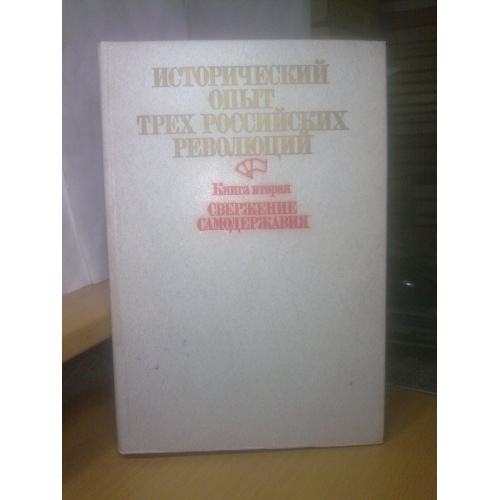 ИСТОРИЧЕСКИЙ
ОПЫТ
ТРЕХ РОССИЙСКИХ
РЕВОЛЮЦИЙ
Книга вторая
СВЕРЖЕНИЕ
САМОДЕРЖАВИЯ